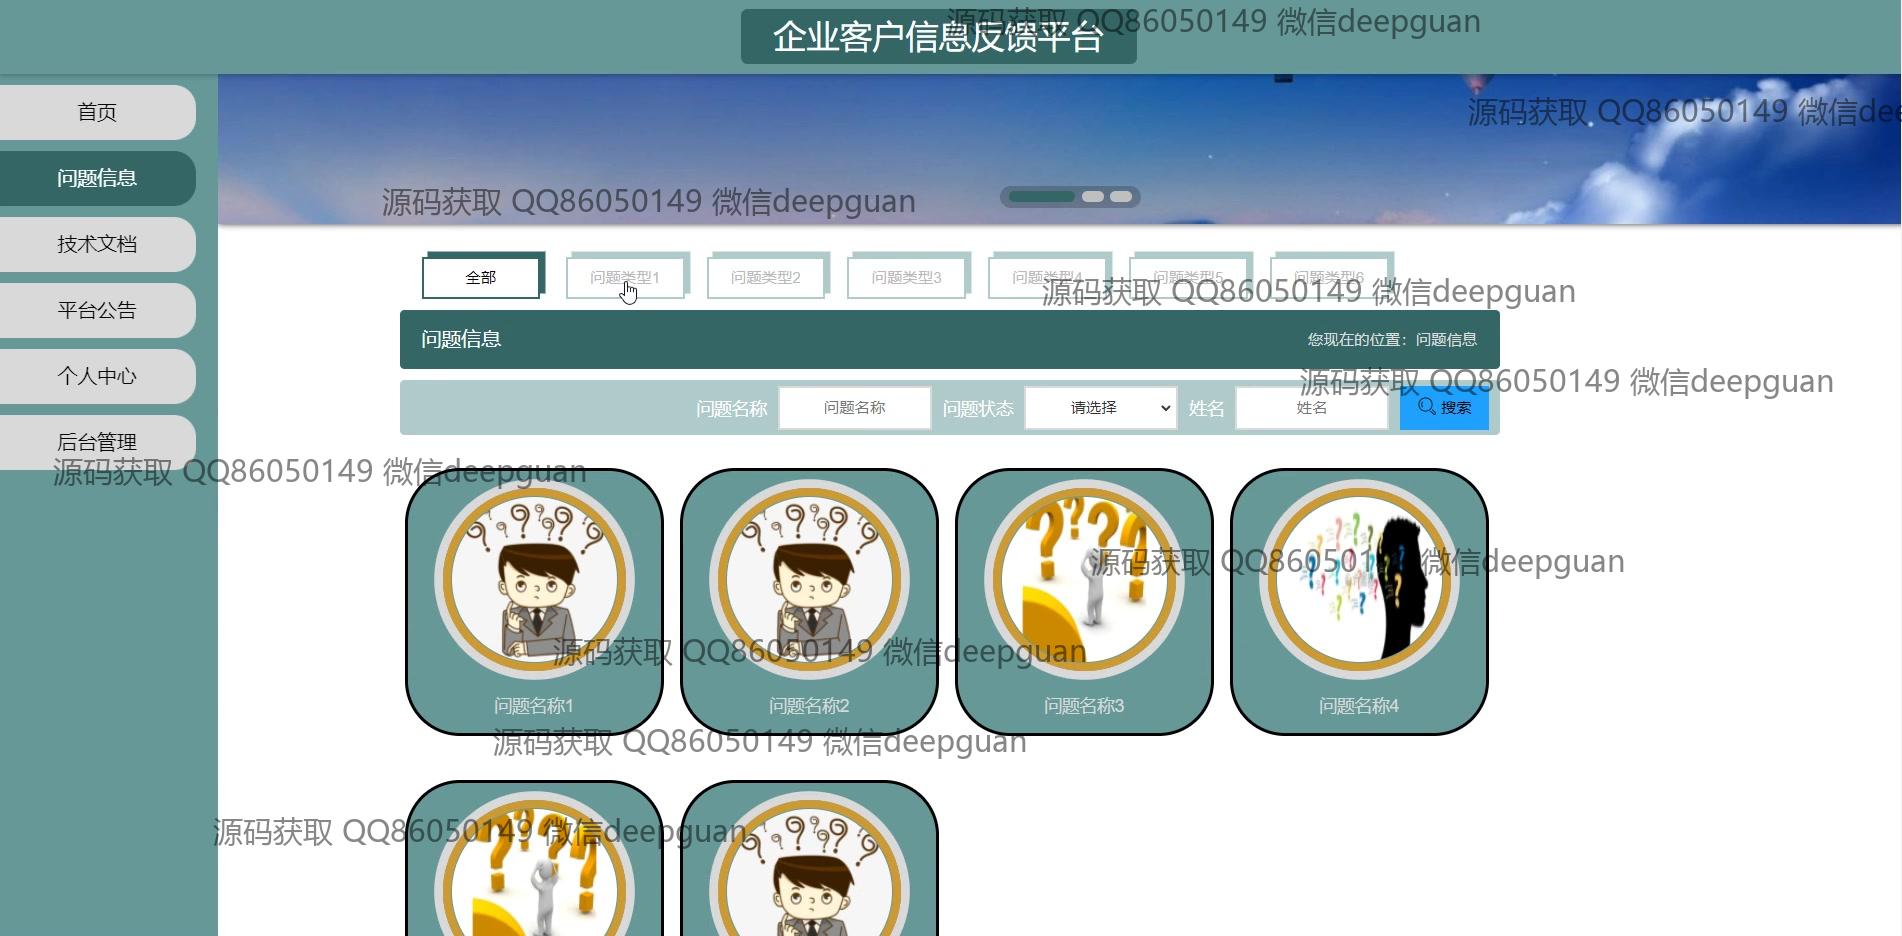 企业客户信息反馈平台
源码获取 QQ86050149 微信deepguan
首页
源码获取 QQ86050149 微信dee
问题信息
源码获取 QQ86050149 微信deepguan
技术文档
全部 问题类型1 问题类型2 问题类型3 问题类型4 问题类型5 问题类型6
源码获取 QQ86050149 微信deepguan
平台公告
问题信息 您现在的位置：问题信息
个人中心
源码获取 QQ86050149 微信deepguan
问题名称 问题名称 问题状态 请选择 姓名 姓名 搜索
后台管理
源码获取 QQ86050149 微信deepguan
源码获取 QQ860501 微信deepguan
源码获取 QQ86050149 微信deepguan
问题名称1 问题名称2 问题名称3 问题名称4
源码获取 QQ86050149 微信deepguan
源码获取 QQ86050149 微信deepguan